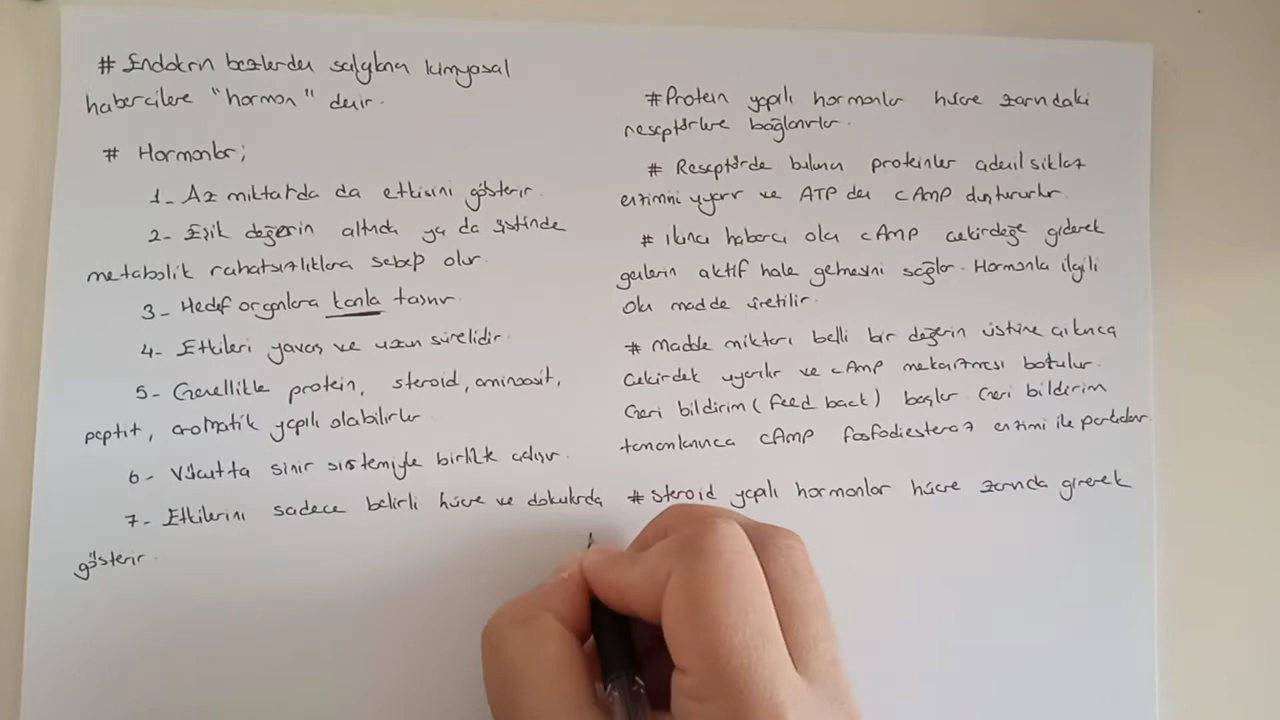 # Endokrin bezlerden salgılanan kimyasal
habercilere "hormon" denir.
# Hormonlar;
1- Az miktarda da etkisini gösterir.
2- Eşik değerin altında ya da üstünde
metabolik rahatsızlıklara sebep olur.
3- Hedef organlara kanla taşınır.
4- Etkileri yavaş ve uzun sürelidir.
5- Genellikle protein, steroid, aminoasit,
peptit, aromatik yapılı olabilirler
6- Vücutta sinir sistemiyle birlikte çalışır.
7- Etkilerini sadece belirli hücre ve dokularda
gösterir.
# Protein yapılı hormonlar hücre zarındaki
reseptörlere bağlanırlar.
# Reseptörde bulunan proteinler adenil siklaz
enzimini uyarır ve ATP den cAmp oluştururlar.
# ikinci haberci olan cAmp çekirdeğe giderek
genlerin aktif hale gelmesini sağlar. Hormonla ilgili
olan madde üretilir.
# Madde miktarı belli bir değerin üstüne çıkınca
çekirdek uyarılır ve cAmp mekanizması bozulur.
Geri bildirim (feed back) başlar Geri bildirim
tamamlanınca cAmp fosfodiesteraz enzimi ile parçalanır.
# Steroid yapılı hormonlar hücre zarında girerek